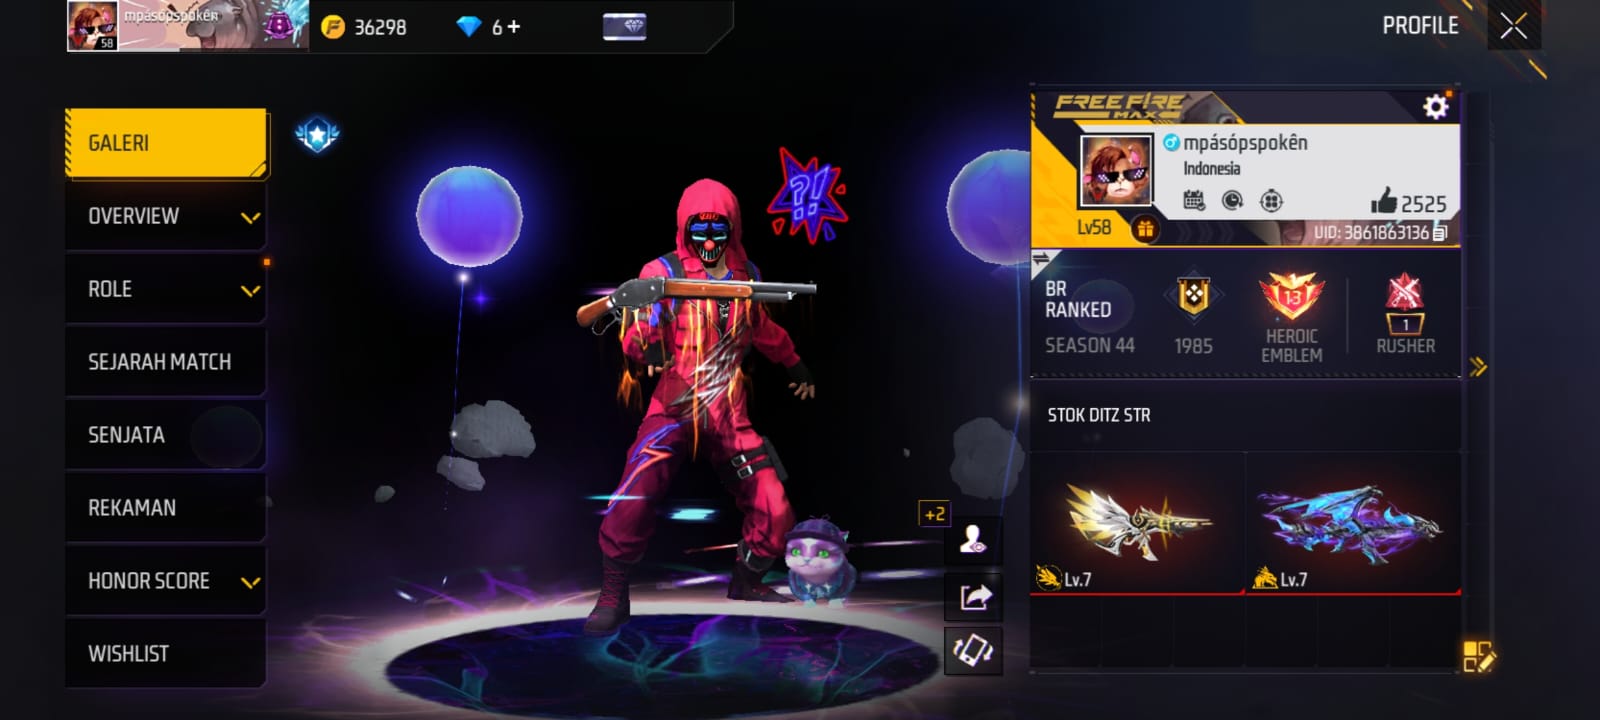 mpásópspokên
58
36298
6 +
PROFILE
GALERI
OVERVIEW
ROLE
SEJARAH MATCH
SENJATA
REKAMAN
HONOR SCORE
WISHLIST
?!
+2
FREE FIRE
MAX
mpásópspokên
Indonesia
2525
Lv58
UID: 3861863136
BR
RANKED
SEASON 44
1985
13
HEROIC
EMBLEM
1
RUSHER
STOK DITZ STR
Lv.7
Lv.7